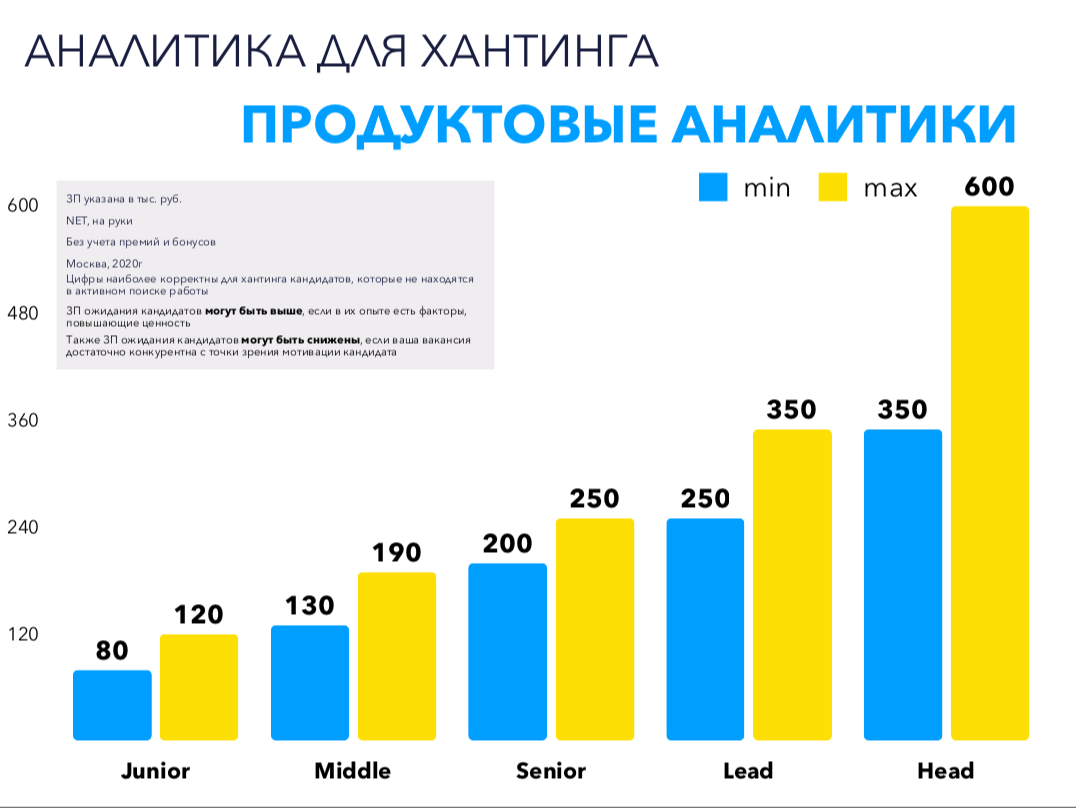 АНАЛИТИКА ДЛЯ ХАНТИНГА
ПРОДУКТОВЫЕ АНАЛИТИКИ
min max
ЗП указана в тыс. руб.
NET, на руки
Без учета премий и бонусов
Москва, 2020г
Цифры наиболее корректны для хантинга кандидатов, которые не находятся
в активном поиске работы
ЗП ожидания кандидатов могут быть выше, если в их опыте есть факторы,
повышающие ценность
Также ЗП ожидания кандидатов могут быть снижены, если ваша вакансия
достаточно конкурентна с точки зрения мотивации кандидата
600
480
360
240
120
80 120
130 190
200 250
250 350
350 600
Junior Middle Senior Lead Head